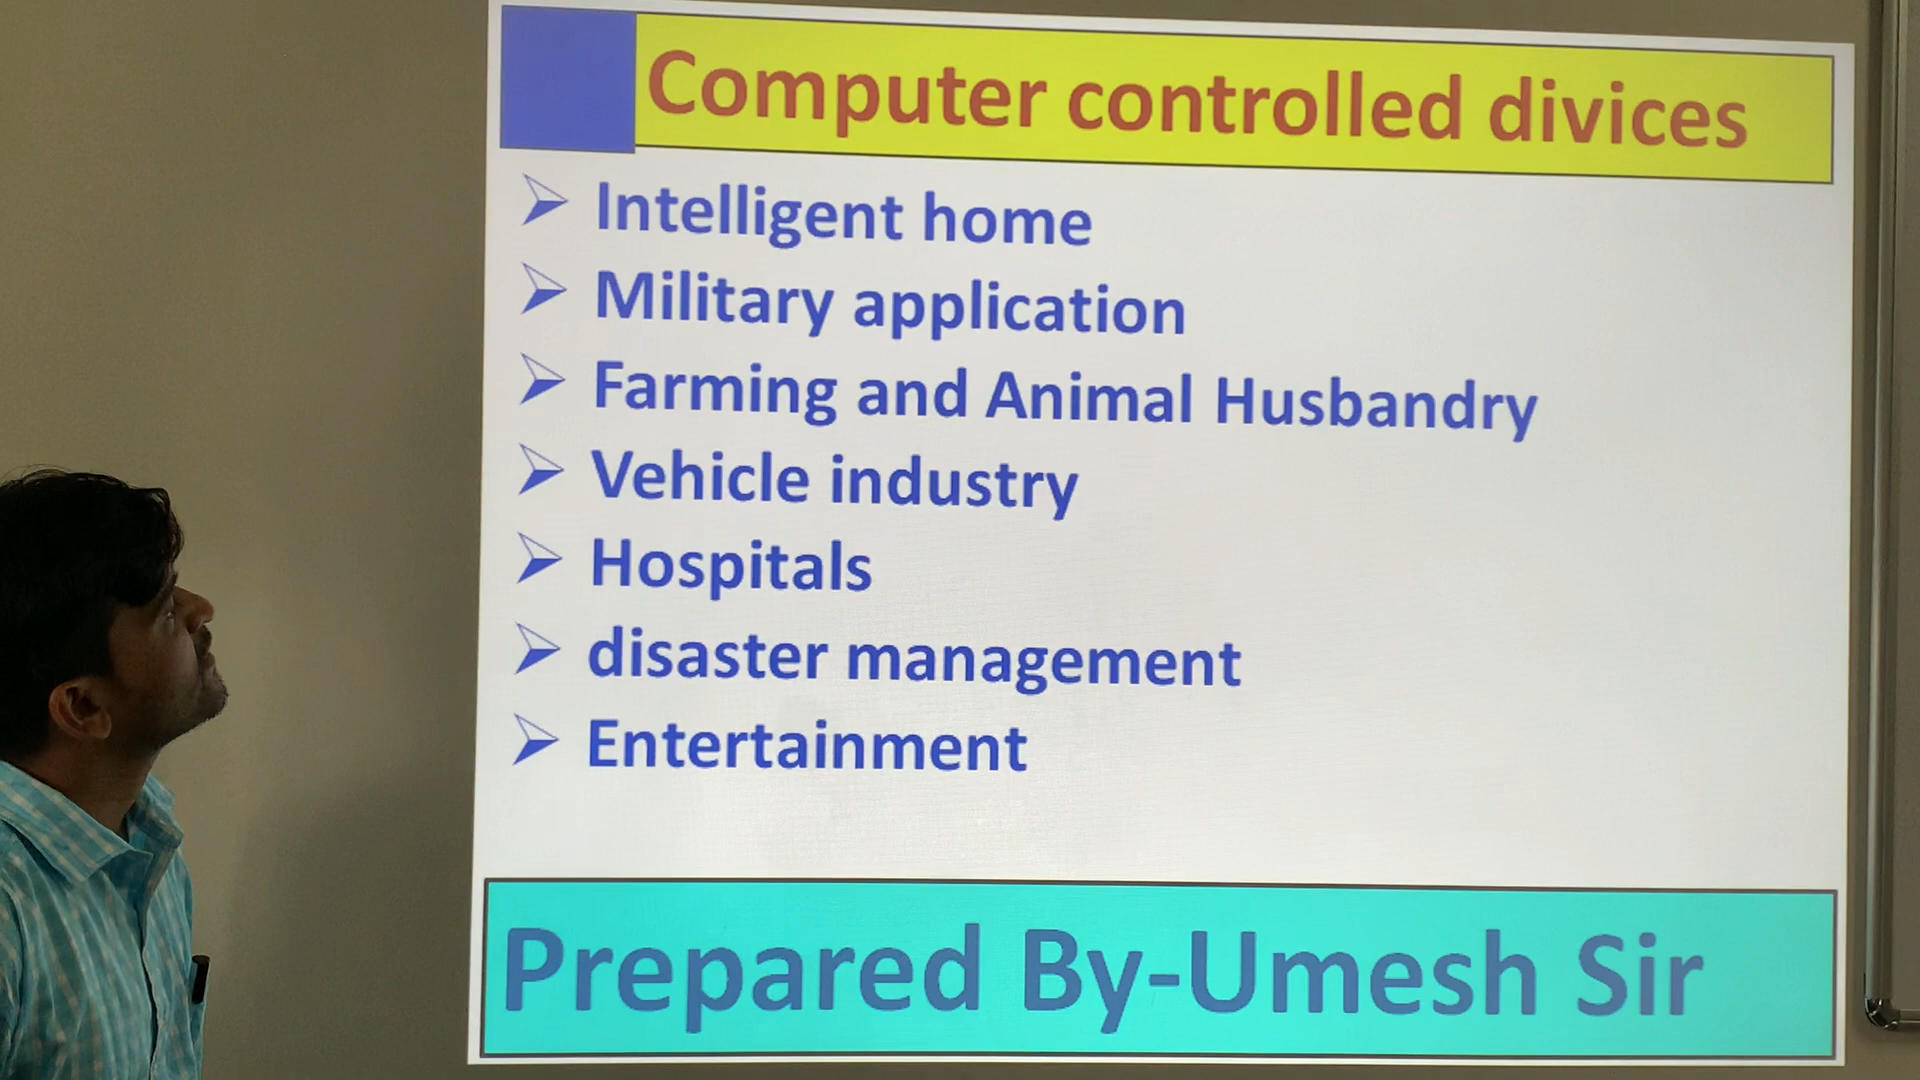 Computer controlled divices
Intelligent home
Military application
Farming and Animal Husbandry
Vehicle industry
Hospitals
disaster management
Entertainment
Prepared By-Umesh Sir